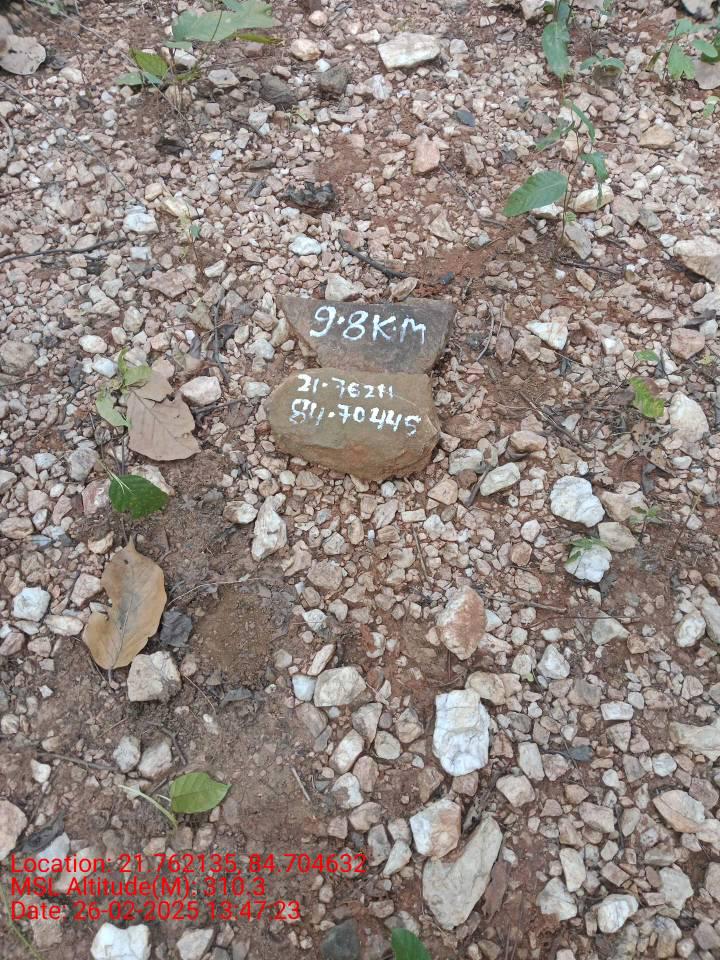 9.8K.M
21.76211
84.70445
Location: 21.762135, 84.704632
MSL Altitude(M): 310.3
Date: 26-02-2025 13:47:23